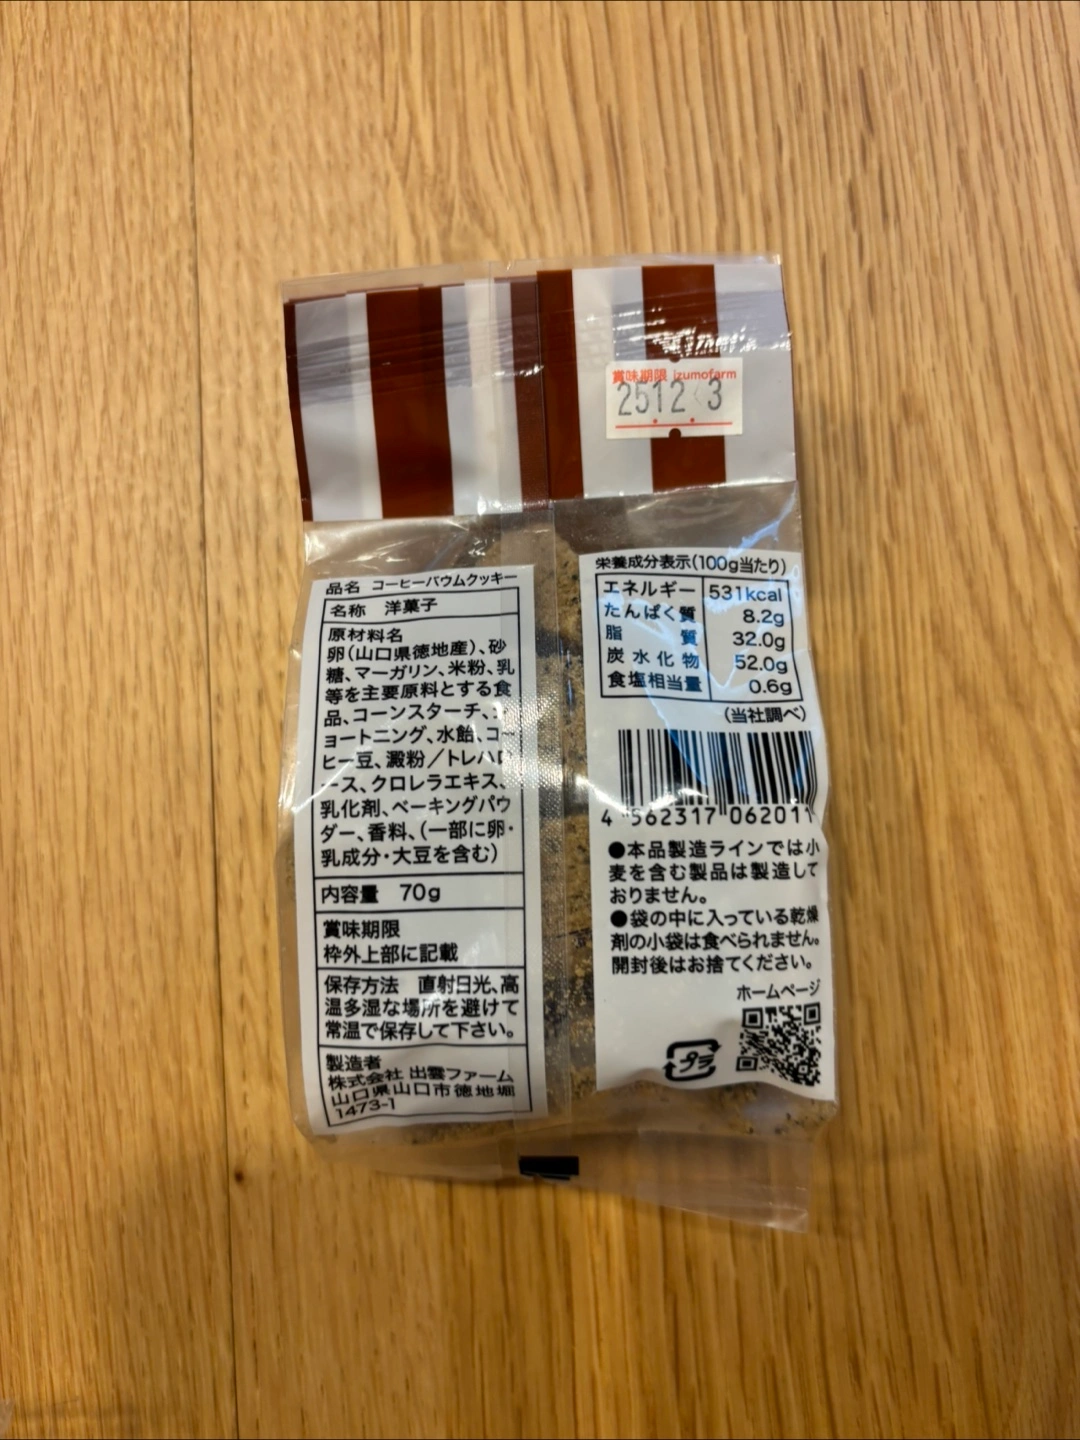 賞味期限 izumofarm
25.12. 3
品名 コーヒーバウムクッキー
名称 洋菓子
原材料名
卵(山口県徳地産)、砂
糖、マーガリン、米粉、乳
等を主要原料とする食
品、コーンスターチ、シ
ョートニング、水飴、コー
ヒー豆、澱粉/トレハロ
ース、クロレラエキス、
乳化剤、ベーキングパウ
ダー、香料、(一部に卵・
乳成分・大豆を含む)
内容量 70g
賞味期限
枠外上部に記載
保存方法 直射日光、高
温多湿な場所を避けて
常温で保存して下さい。
製造者
株式会社 出雲ファーム
山口県山口市徳地堀
1473-1
栄養成分表示(100g当たり)
エネルギー 531kcal
たんぱく質 8.2g
脂質 32.0g
炭水化物 52.0g
食塩相当量 0.6g
(当社調べ)
4 562317 062011
●本品製造ラインでは小
麦を含む製品は製造して
おりません。
●袋の中に入っている乾燥
剤の小袋は食べられません。
開封後はお捨てください。
ホームページ
プラ